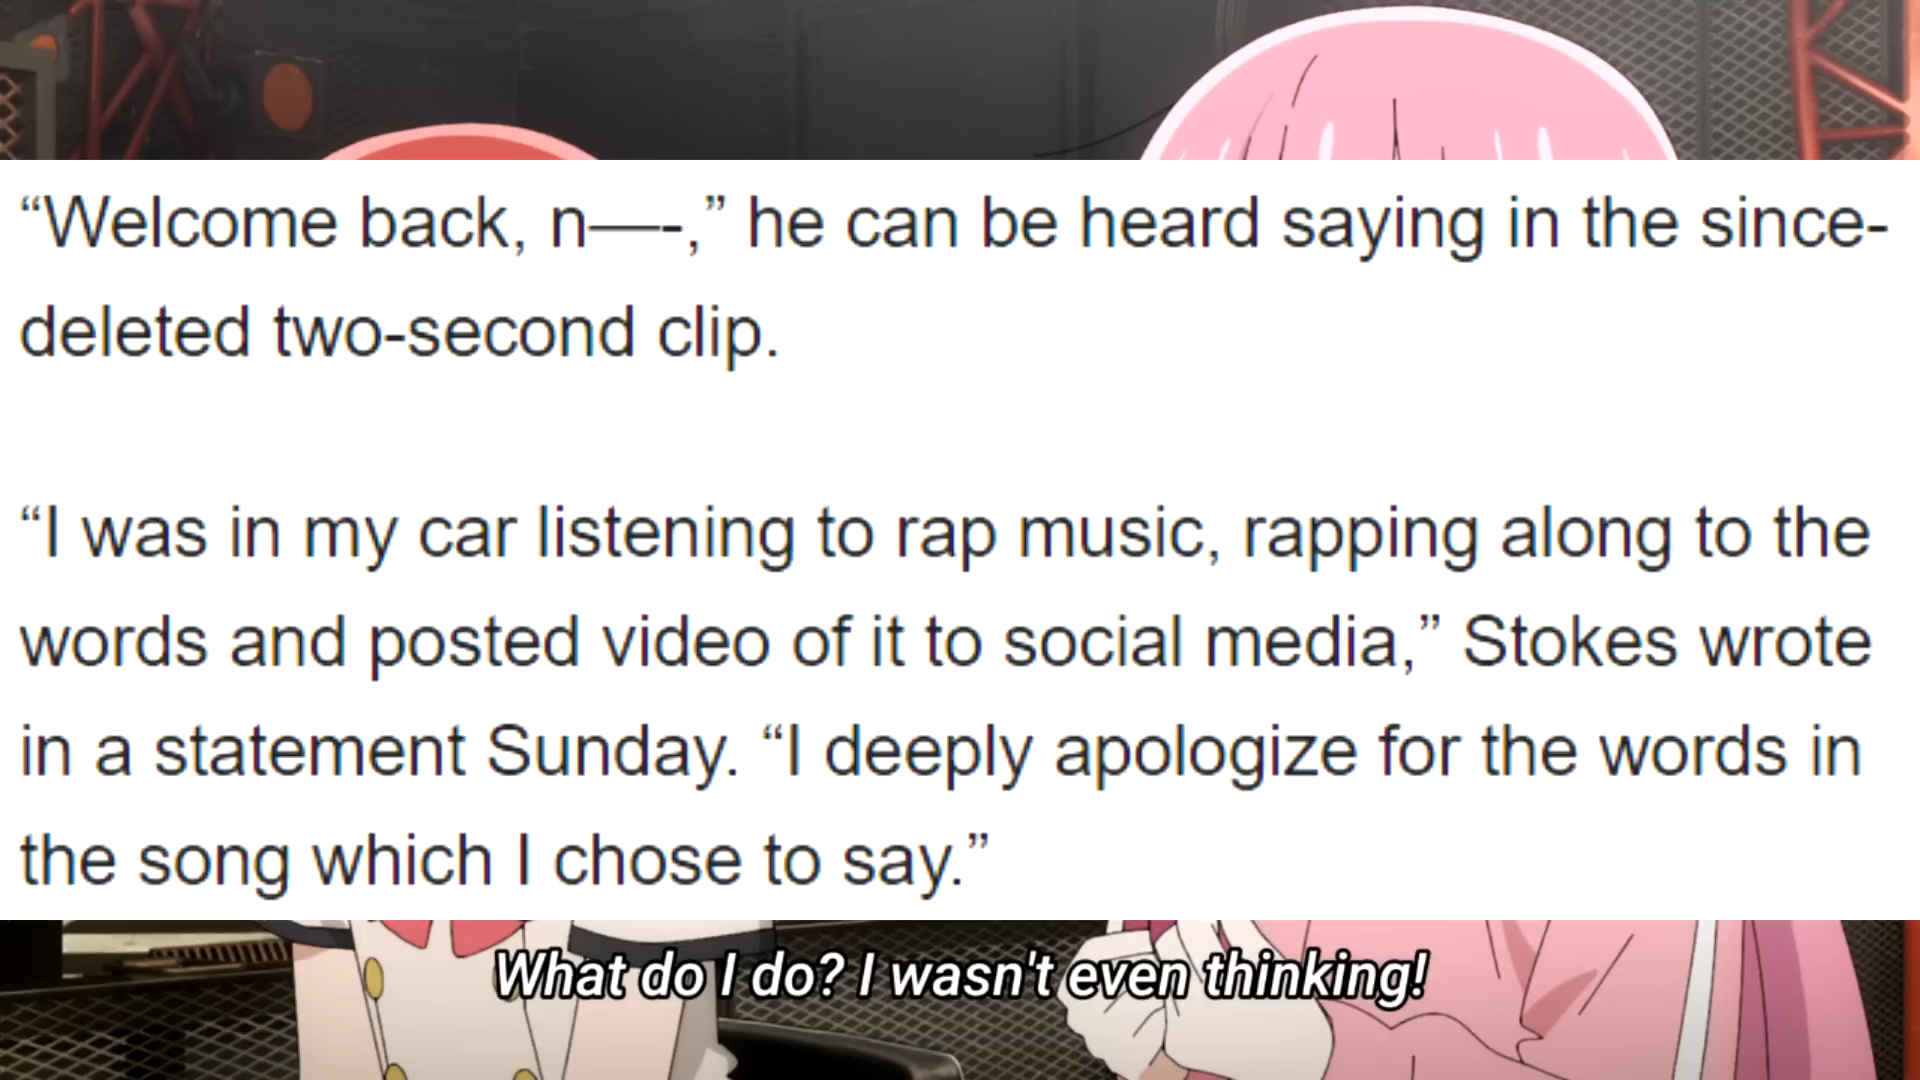 “Welcome back, n—-,” he can be heard saying in the since-
deleted two-second clip.
“I was in my car listening to rap music, rapping along to the
words and posted video of it to social media,” Stokes wrote
in a statement Sunday. “I deeply apologize for the words in
the song which I chose to say.”
What do I do? I wasn't even thinking!